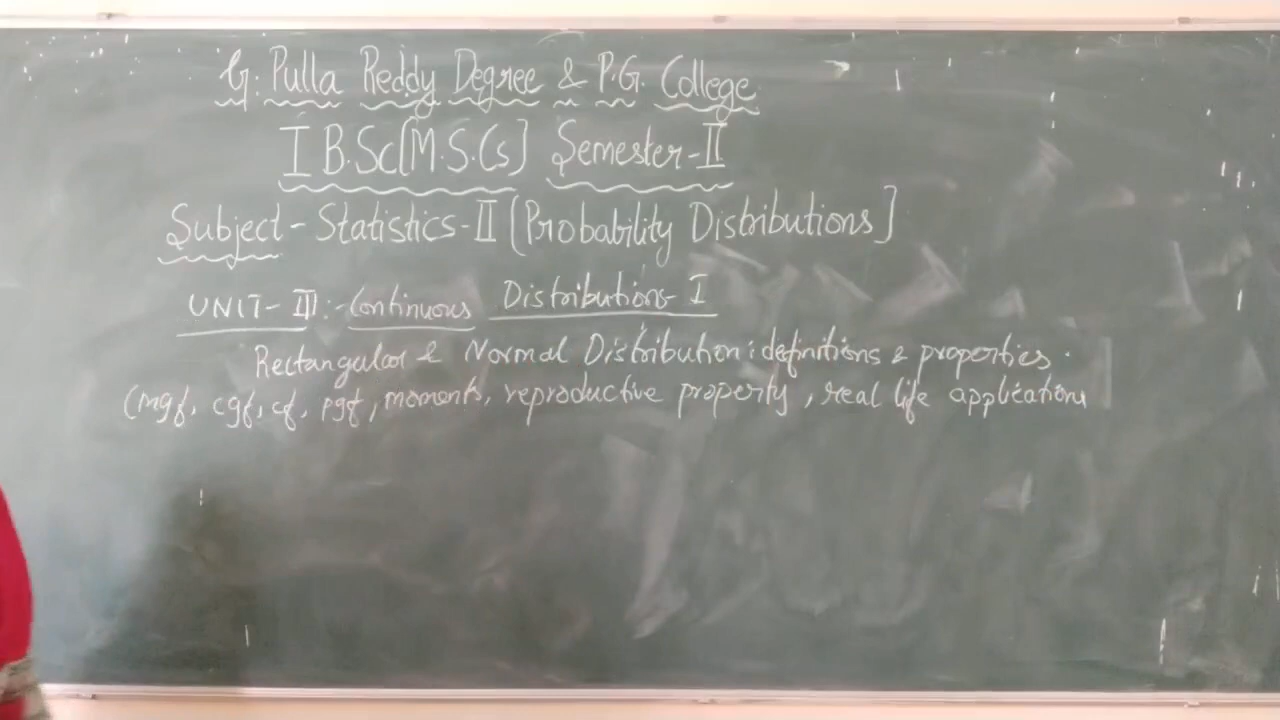 G. Pulla Reddy Degree & P.G. College
I B.Sc[M.S.Cs] Semester-II
Subject - Statistics-II [Probability Distributions]
UNIT-III:- Continuous Distributions- I
Rectangular & Normal Distribution: definitions & properties.
(mgf, cgf, cf, pgf, moments, reproductive property, real life applications